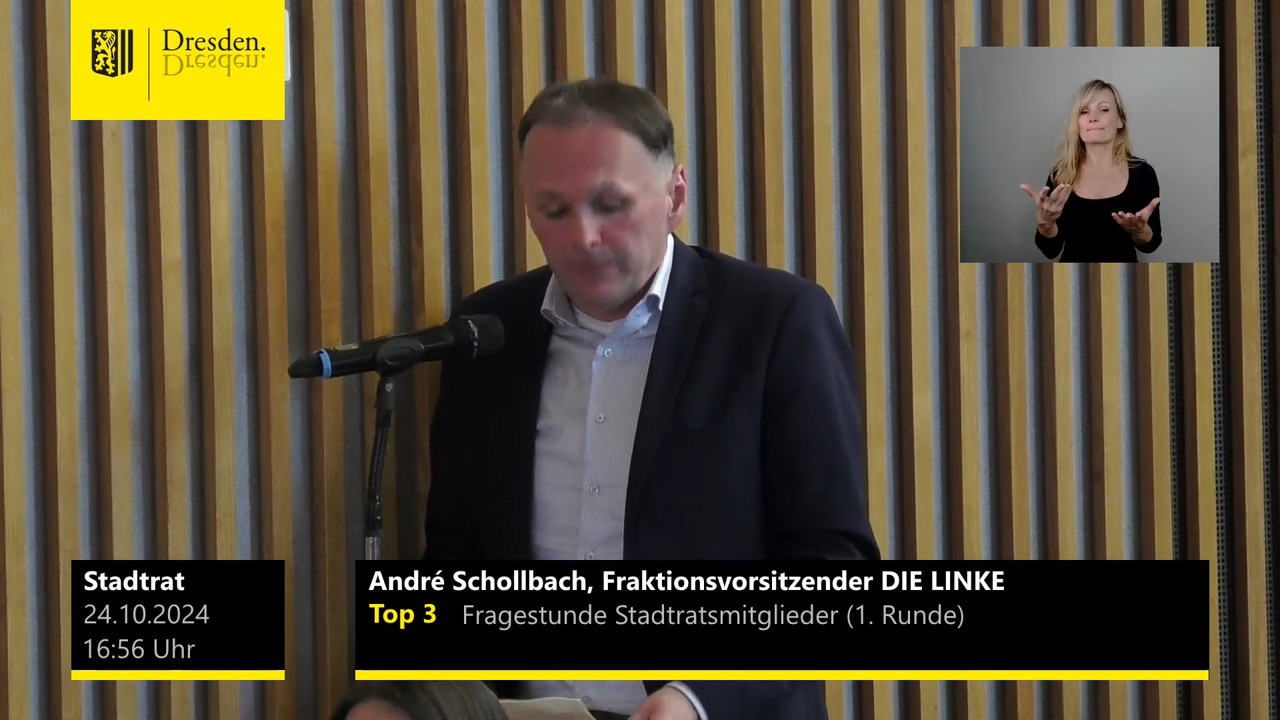 Dresden.
Dresden.
Stadtrat
24.10.2024
16:56 Uhr
André Schollbach, Fraktionsvorsitzender DIE LINKE
Top 3 Fragestunde Stadtratsmitglieder (1. Runde)